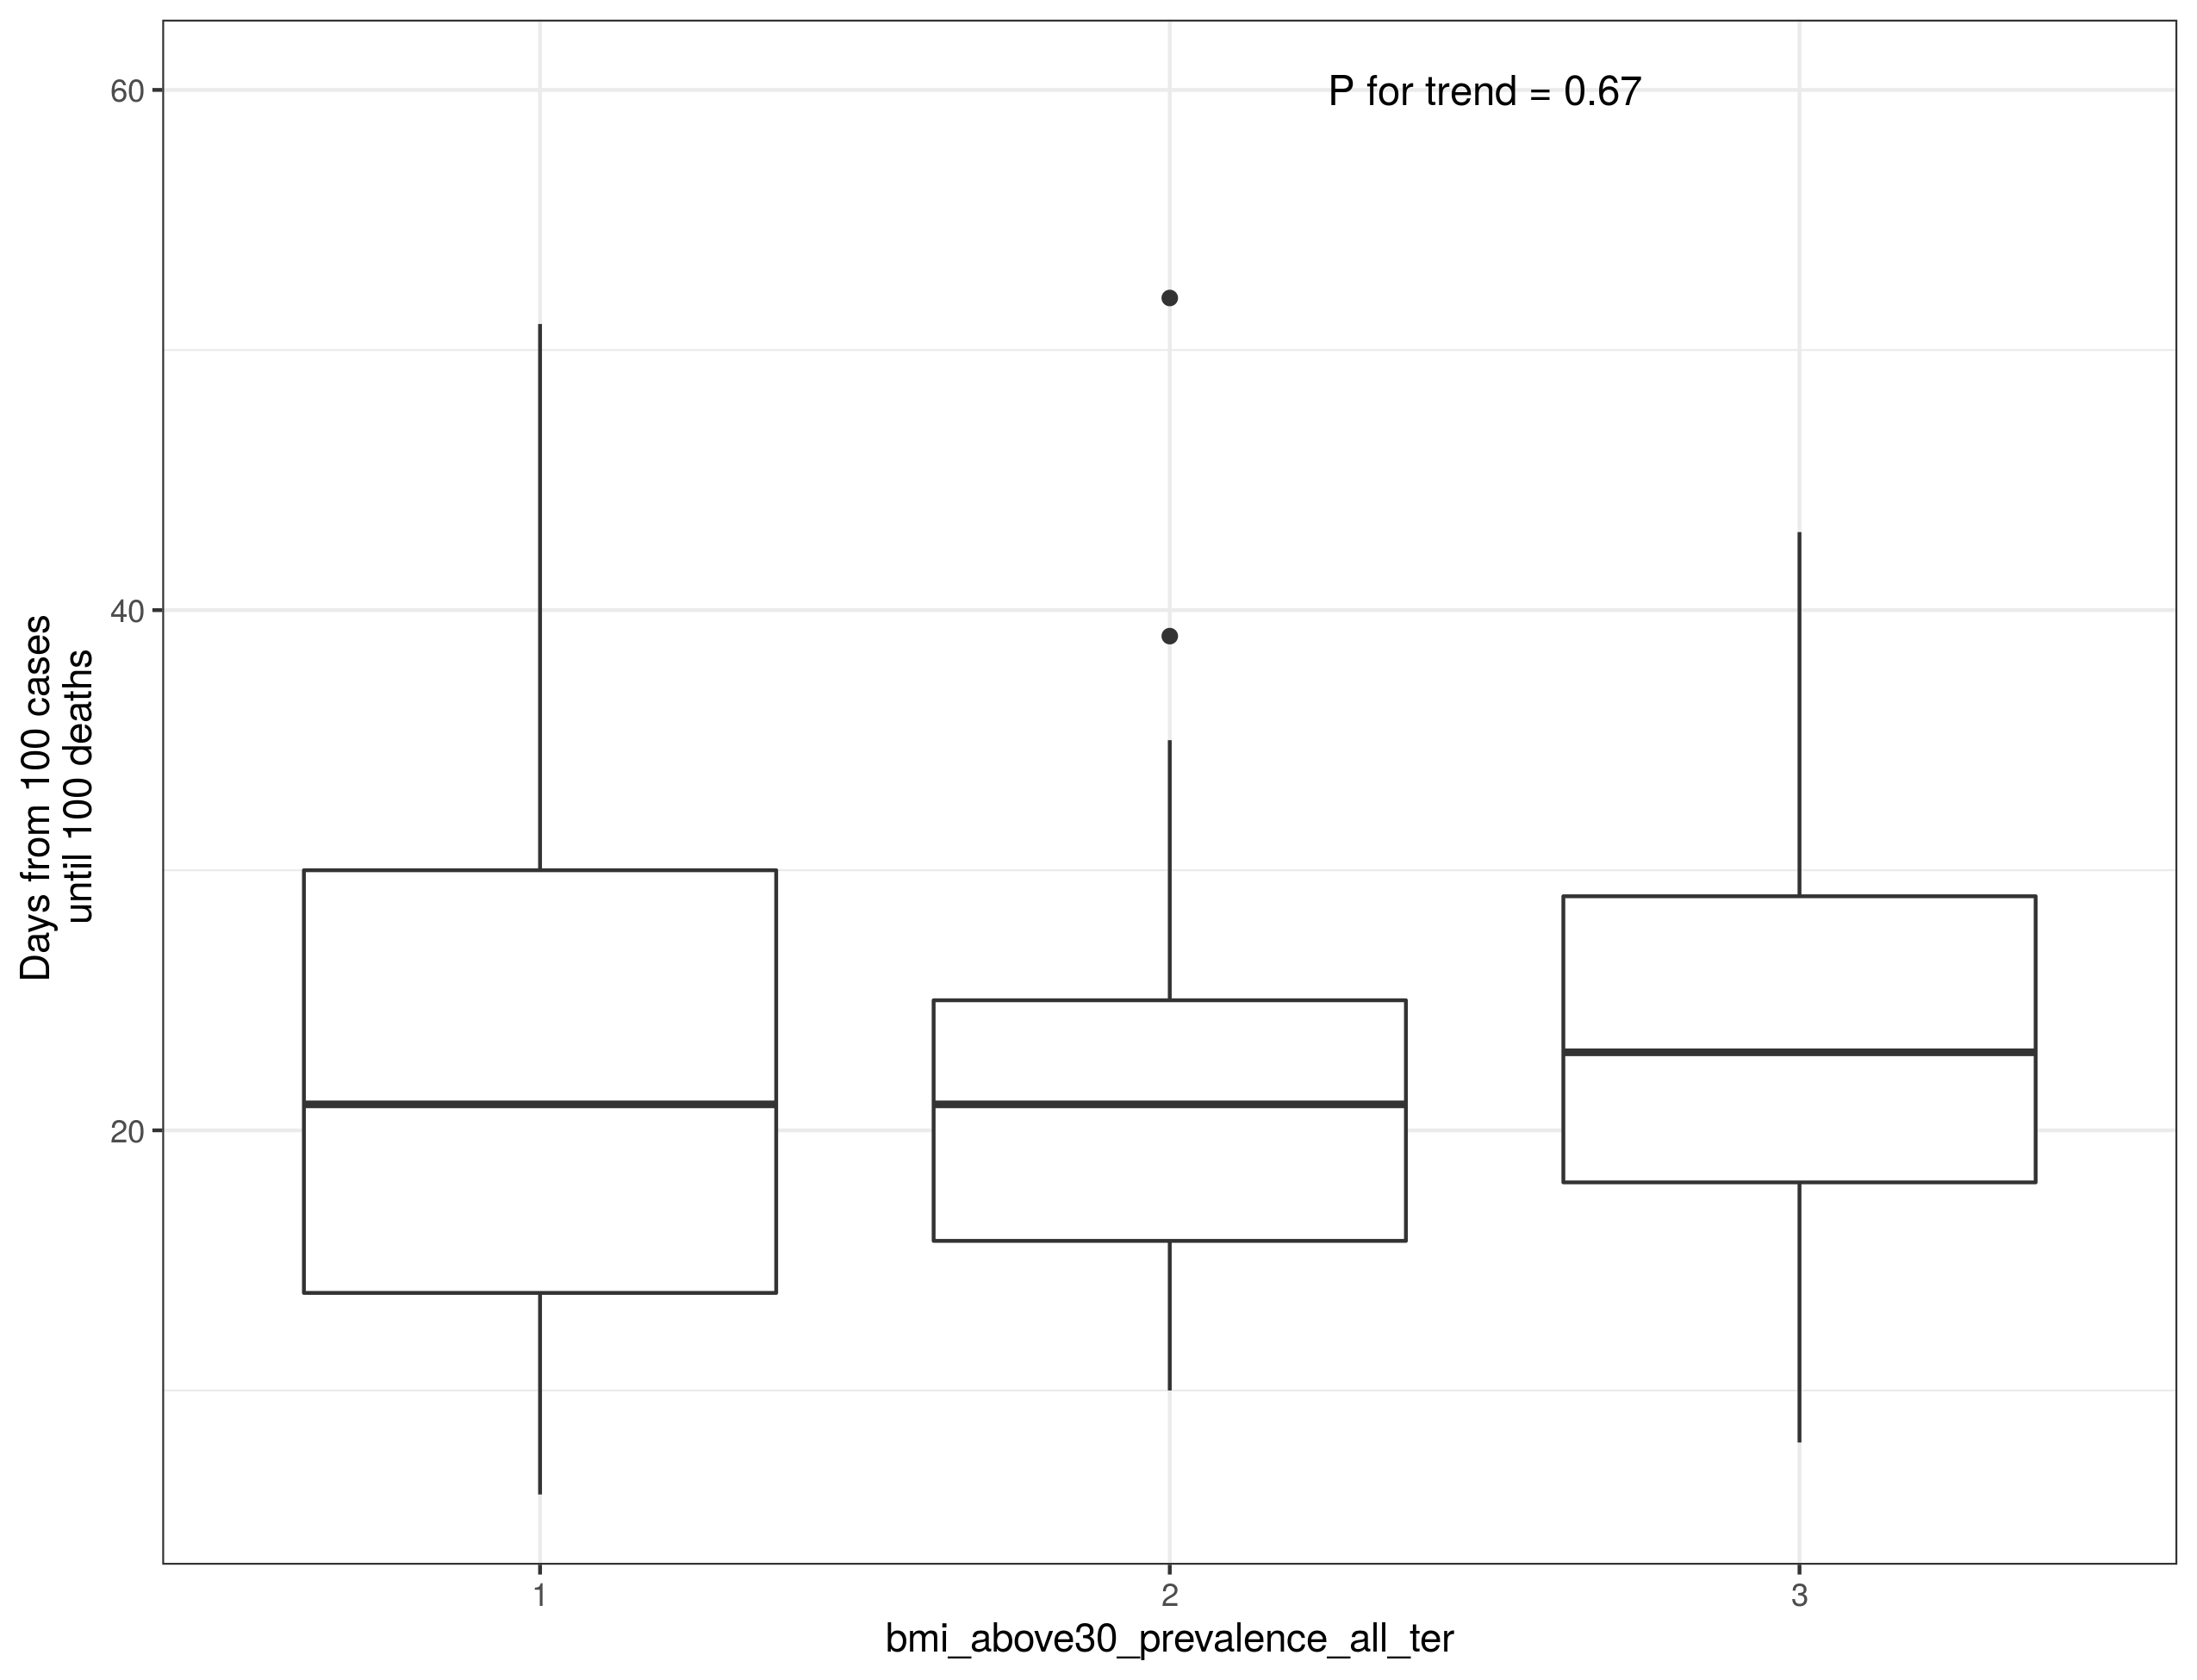 P for trend = 0.67
60
40
20
Days from 100 cases
until 100 deaths
1
2
3
bmi_above30_prevalence_all_ter